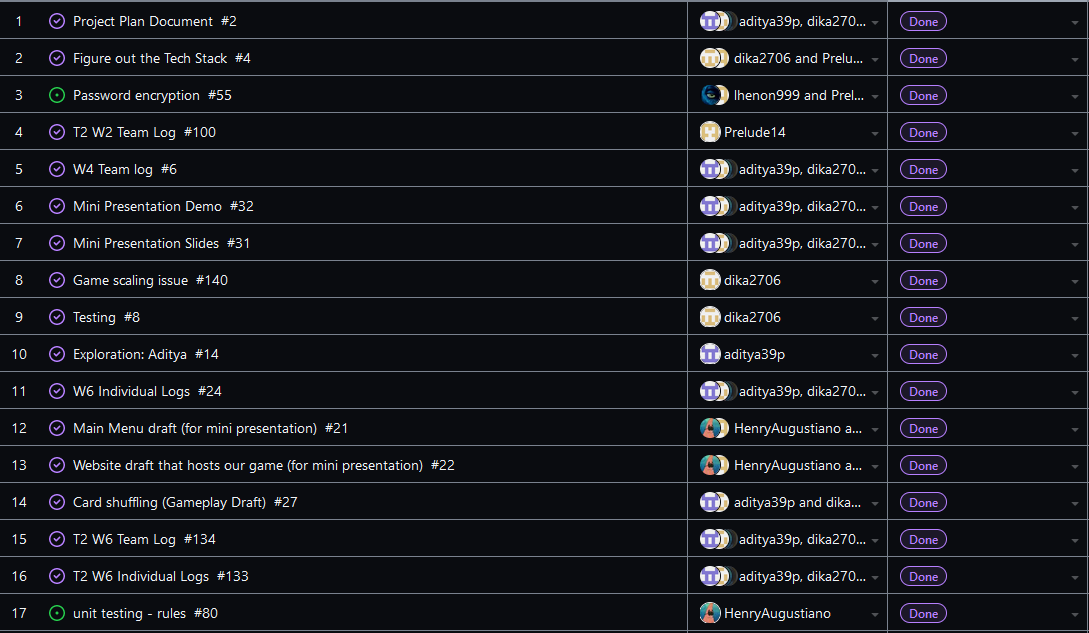 1 Project Plan Document #2 aditya39p, dika270... Done
2 Figure out the Tech Stack #4 dika2706 and Prelu... Done
3 Password encryption #55 lhenon999 and Prel... Done
4 T2 W2 Team Log #100 Prelude14 Done
5 W4 Team log #6 aditya39p, dika270... Done
6 Mini Presentation Demo #32 aditya39p, dika270... Done
7 Mini Presentation Slides #31 aditya39p, dika270... Done
8 Game scaling issue #140 dika2706 Done
9 Testing #8 dika2706 Done
10 Exploration: Aditya #14 aditya39p Done
11 W6 Individual Logs #24 aditya39p, dika270... Done
12 Main Menu draft (for mini presentation) #21 HenryAugustiano a... Done
13 Website draft that hosts our game (for mini presentation) #22 HenryAugustiano a... Done
14 Card shuffling (Gameplay Draft) #27 aditya39p and dika... Done
15 T2 W6 Team Log #134 aditya39p, dika270... Done
16 T2 W6 Individual Logs #133 aditya39p, dika270... Done
17 unit testing - rules #80 HenryAugustiano Done